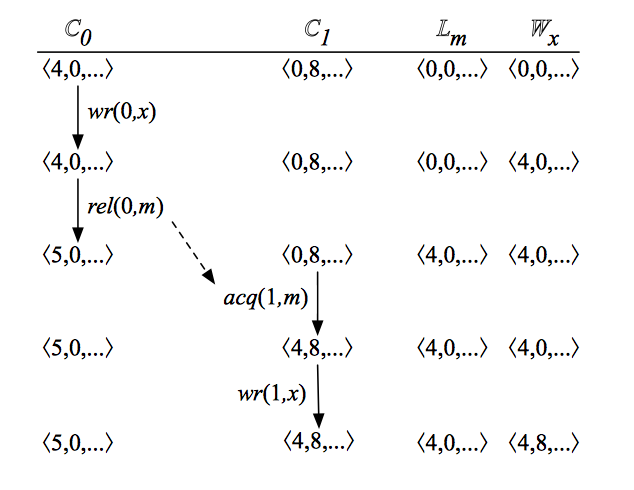 ℂ0 ℂ1 𝕃m 𝕎x
⟨4,0,...⟩ ⟨0,8,...⟩ ⟨0,0,...⟩ ⟨0,0,...⟩
wr(0,x)
⟨4,0,...⟩ ⟨0,8,...⟩ ⟨0,0,...⟩ ⟨4,0,...⟩
rel(0,m)
⟨5,0,...⟩ ⟨0,8,...⟩ ⟨4,0,...⟩ ⟨4,0,...⟩
acq(1,m)
⟨5,0,...⟩ ⟨4,8,...⟩ ⟨4,0,...⟩ ⟨4,0,...⟩
wr(1,x)
⟨5,0,...⟩ ⟨4,8,...⟩ ⟨4,0,...⟩ ⟨4,8,...⟩